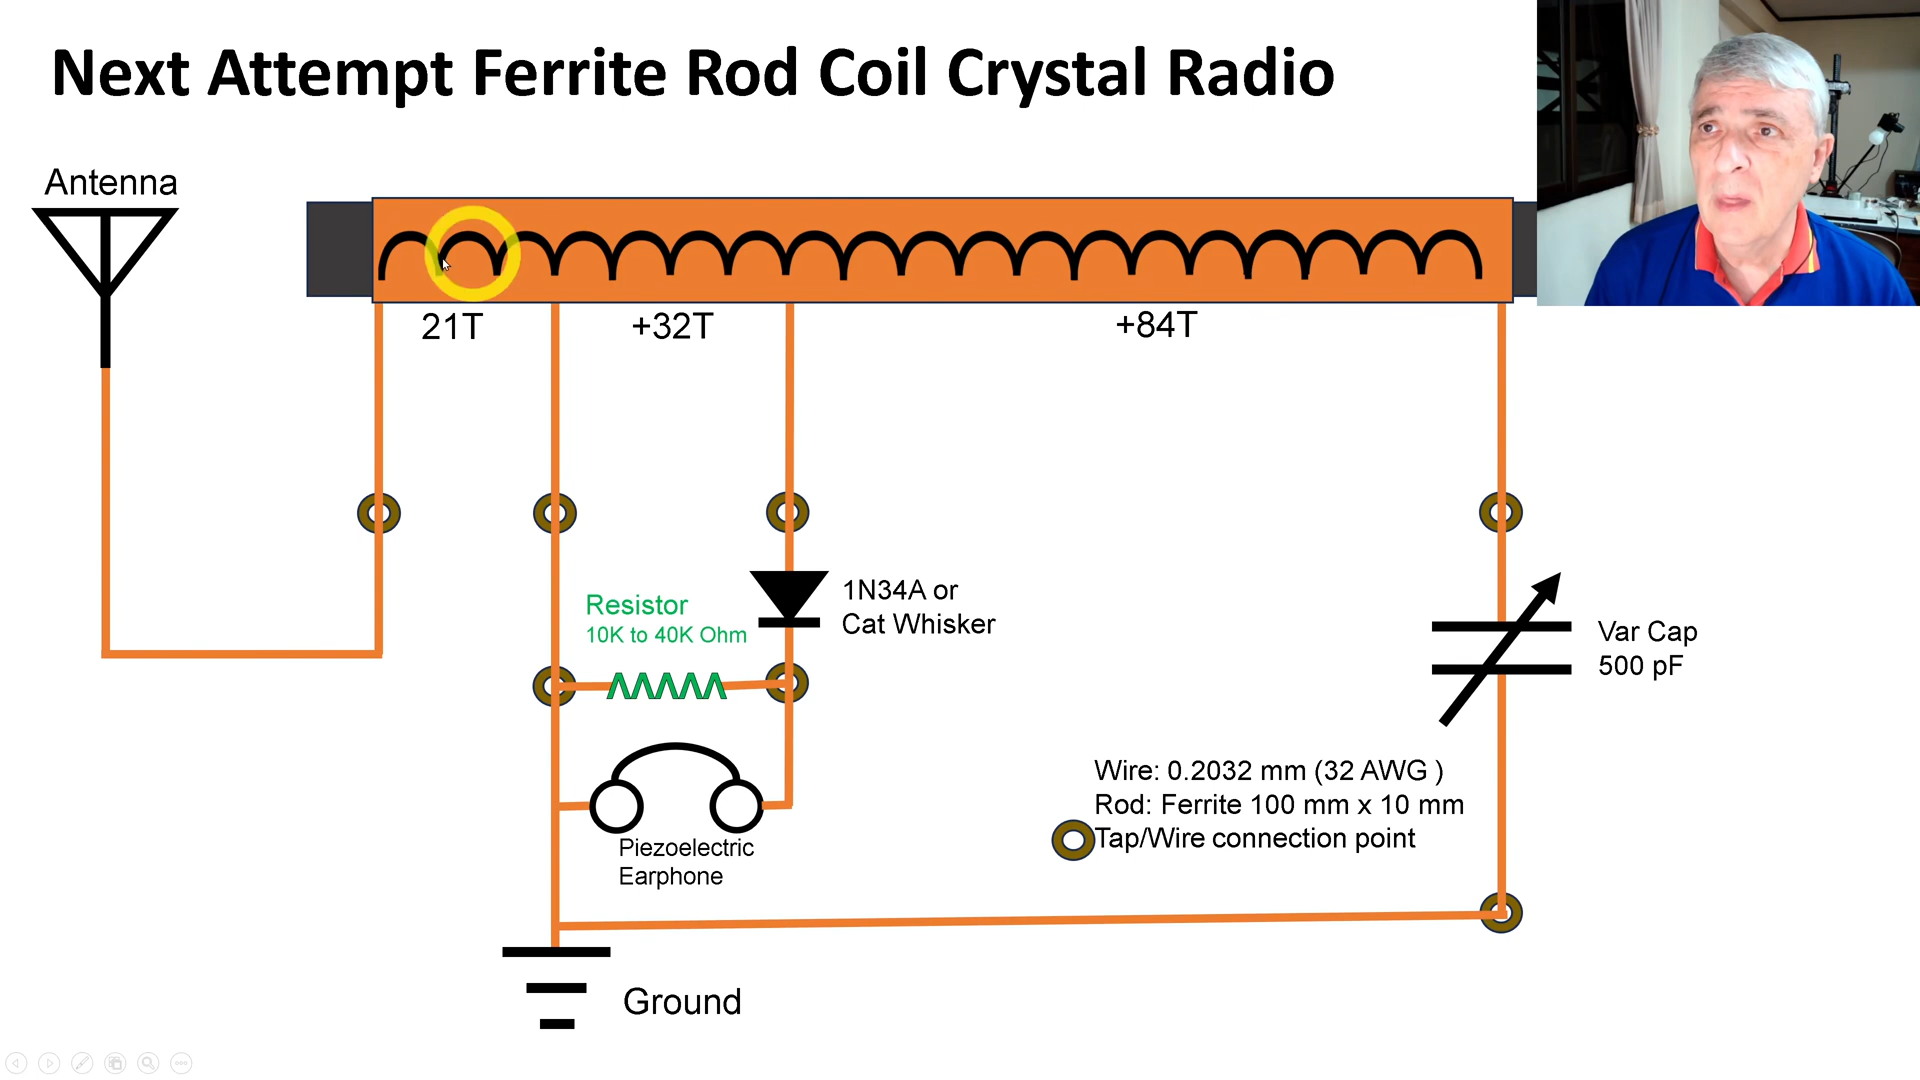 Next Attempt Ferrite Rod Coil Crystal Radio
Antenna
21T
+32T
+84T
Resistor
10K to 40K Ohm
1N34A or
Cat Whisker
Var Cap
500 pF
Piezoelectric
Earphone
Wire: 0.2032 mm (32 AWG )
Rod: Ferrite 100 mm x 10 mm
Tap/Wire connection point
Ground